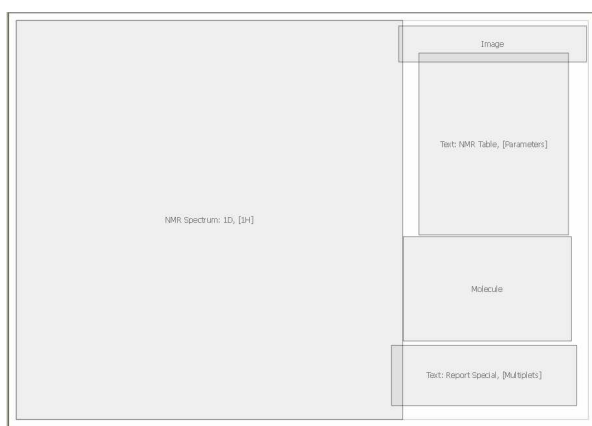 Image
Text: NMR Table, [Parameters]
NMR Spectrum: 1D, [1H]
Molecule
Text: Report Special, [Multiplets]